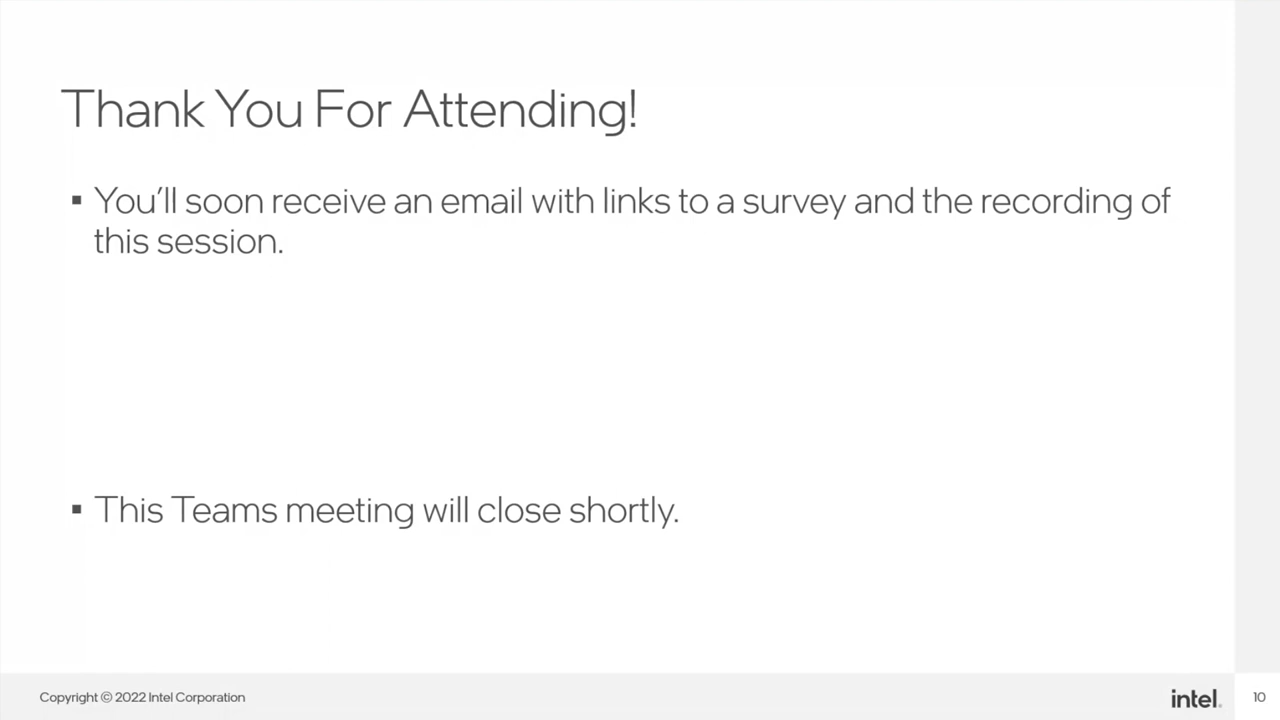 Thank You For Attending!
▪ You'll soon receive an email with links to a survey and the recording of
this session.
▪ This Teams meeting will close shortly.
Copyright © 2022 Intel Corporation
intel.
10